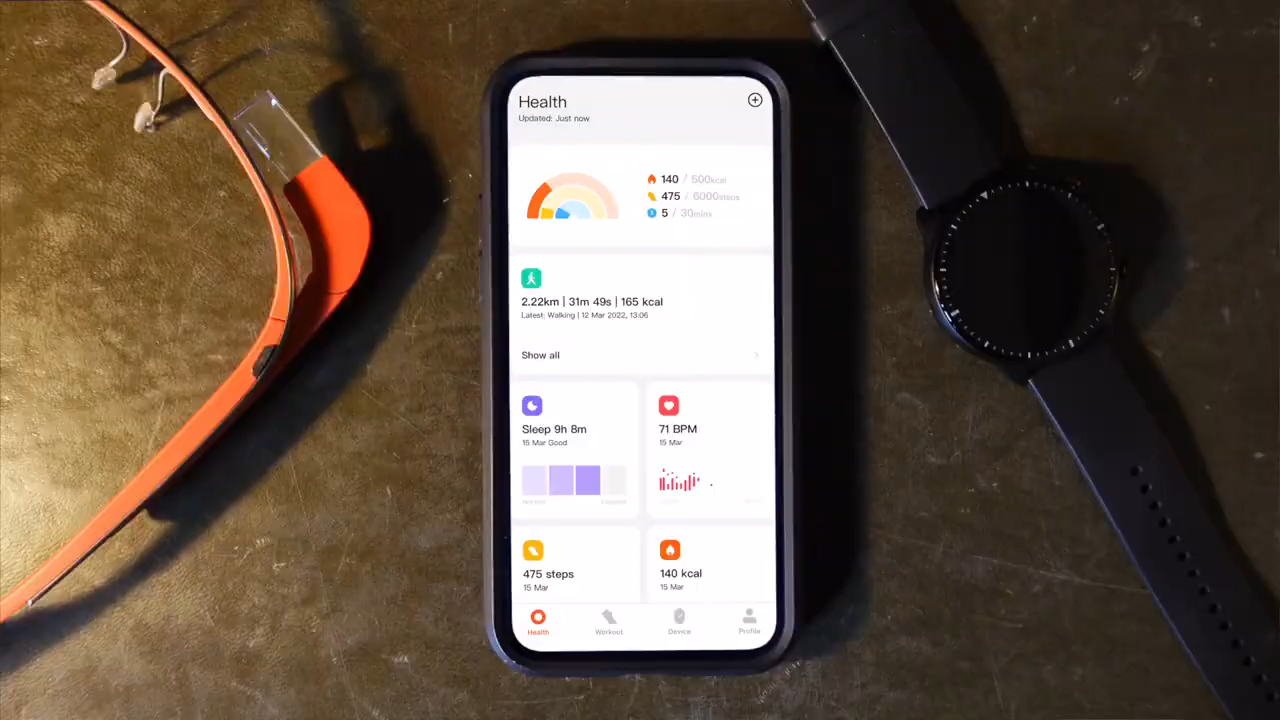 Health
Updated: Just now
140 / 500kcal
475 / 6000steps
5 / 30mins
2.22km | 31m 49s | 165 kcal
Latest: Walking | 12 Mar 2022, 13:06
Show all
Sleep 9h 8m
15 Mar Good
71 BPM
15 Mar
475 steps
15 Mar
140 kcal
15 Mar
Health
Workout
Device
Profile